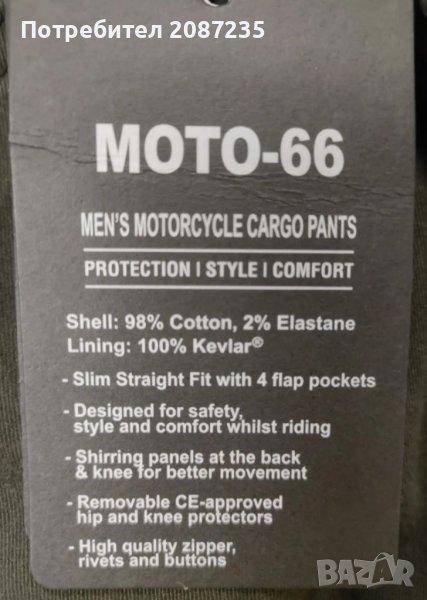 Потребител 2087235
MOTO-66
MEN'S MOTORCYCLE CARGO PANTS
PROTECTION | STYLE | COMFORT
Shell: 98% Cotton, 2% Elastane
Lining: 100% Kevlar®
- Slim Straight Fit with 4 flap pockets
- Designed for safety,
style and comfort whilst riding
- Shirring panels at the back
& knee for better movement
- Removable CE-approved
hip and knee protectors
- High quality zipper,
rivets and buttons
BAZAR